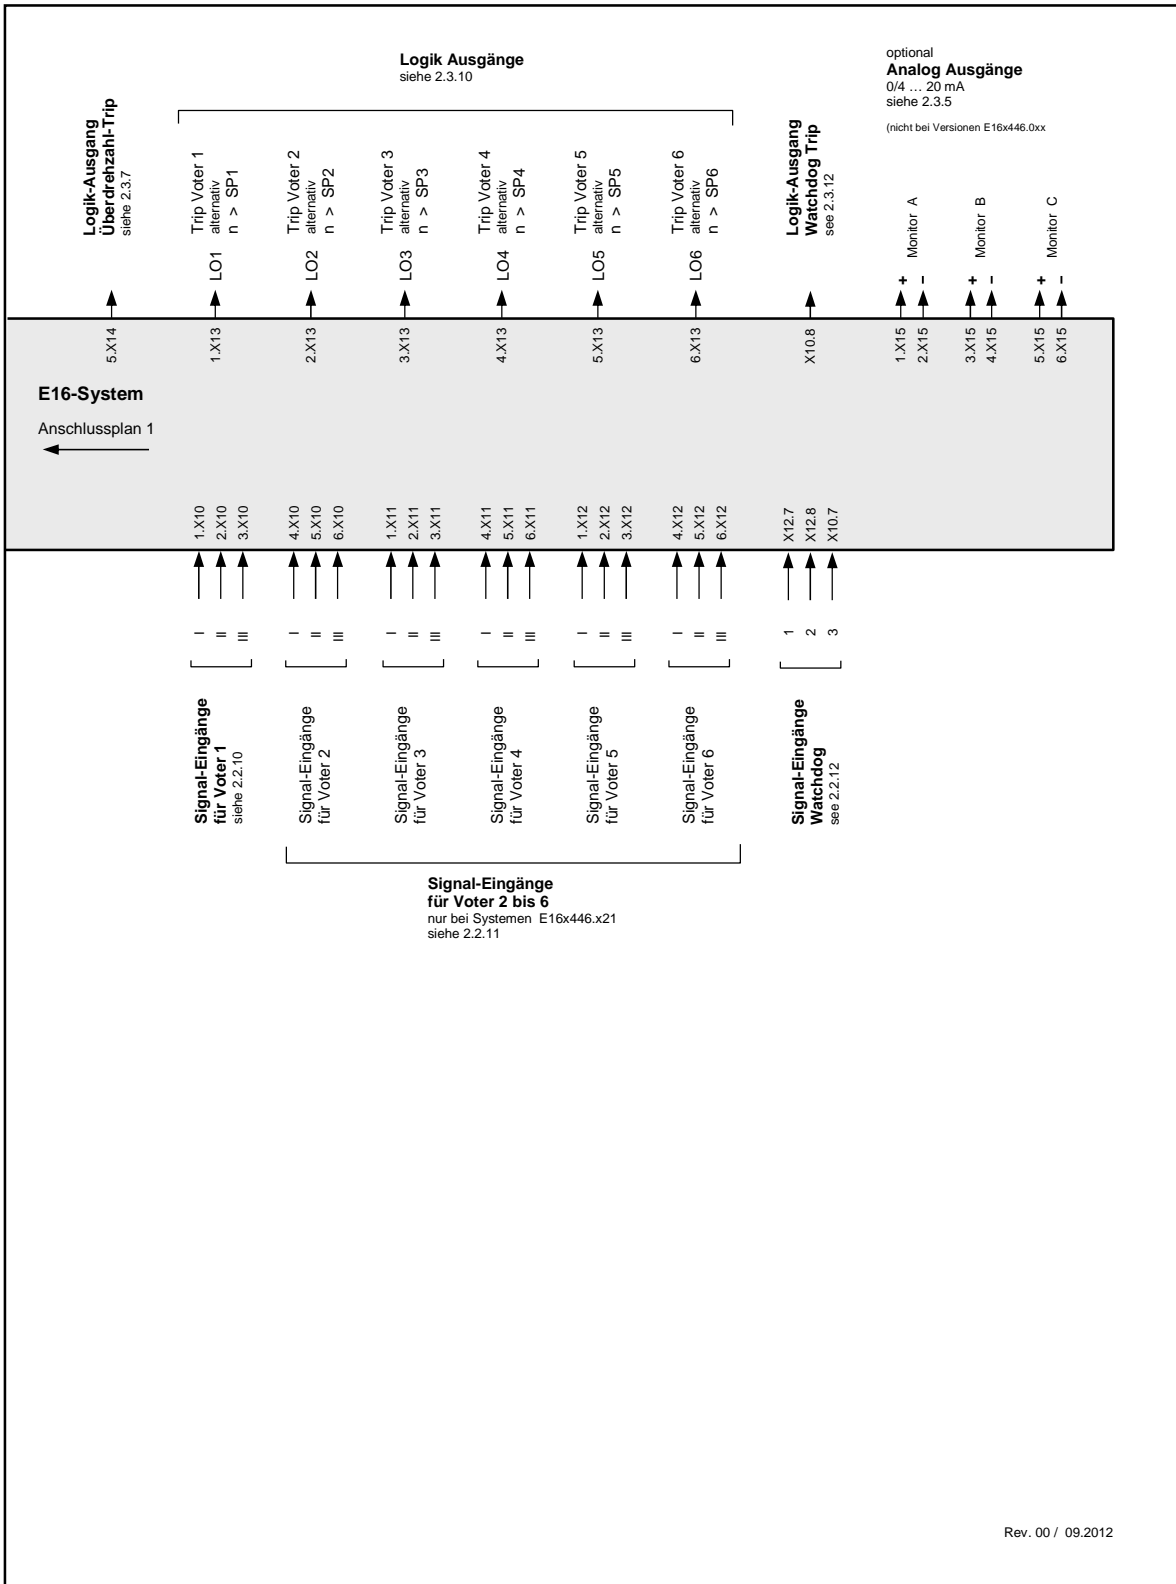 Logik Ausgänge
siehe 2.3.10
optional
Analog Ausgänge
0/4 … 20 mA
siehe 2.3.5
(nicht bei Versionen E16x446.0xx
Logik-Ausgang
Überdrehzahl-Trip
siehe 2.3.7
Trip Voter 1
alternativ
n > SP1
Trip Voter 2
alternativ
n > SP2
Trip Voter 3
alternativ
n > SP3
Trip Voter 4
alternativ
n > SP4
Trip Voter 5
alternativ
n > SP5
Trip Voter 6
alternativ
n > SP6
Logik-Ausgang
Watchdog Trip
see 2.3.12
Monitor A
Monitor B
Monitor C
LO1
LO2
LO3
LO4
LO5
LO6
+
–
+
–
+
–
5.X14
1.X13
2.X13
3.X13
4.X13
5.X13
6.X13
X10.8
1.X15
2.X15
3.X15
4.X15
5.X15
6.X15
E16-System
Anschlussplan 1
1.X10
2.X10
3.X10
4.X10
5.X10
6.X10
1.X11
2.X11
3.X11
4.X11
5.X11
6.X11
1.X12
2.X12
3.X12
4.X12
5.X12
6.X12
X12.7
X12.8
X10.7
I
II
III
I
II
III
I
II
III
I
II
III
I
II
III
I
II
III
1
2
3
Signal-Eingänge
für Voter 1
siehe 2.2.10
Signal-Eingänge
für Voter 2
Signal-Eingänge
für Voter 3
Signal-Eingänge
für Voter 4
Signal-Eingänge
für Voter 5
Signal-Eingänge
für Voter 6
Signal-Eingänge
Watchdog
see 2.2.12
Signal-Eingänge
für Voter 2 bis 6
nur bei Systemen E16x446.x21
siehe 2.2.11
Rev. 00 / 09.2012